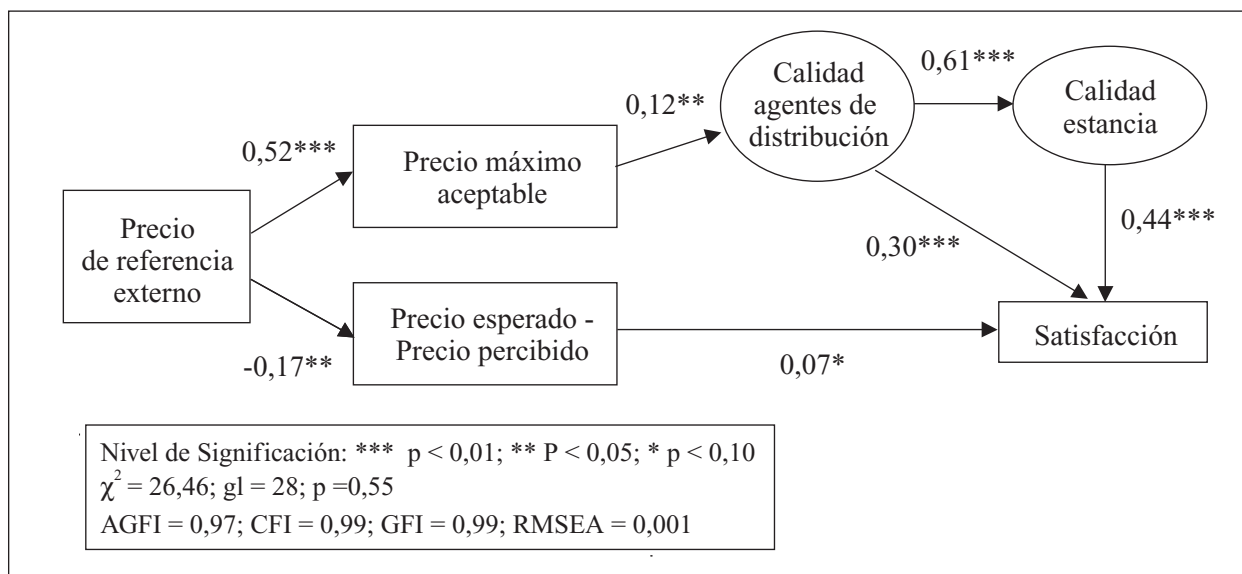 Calidad
agentes de
distribución
0,61***
Calidad
estancia
0,12**
0,52***
Precio máximo
aceptable
Precio
de referencia
externo
0,30***
0,44***
Precio esperado -
Precio percibido
Satisfacción
-0,17**
0,07*
Nivel de Significación: *** p < 0,01; ** P < 0,05; * p < 0,10
χ² = 26,46; gl = 28; p =0,55
AGFI = 0,97; CFI = 0,99; GFI = 0,99; RMSEA = 0,001